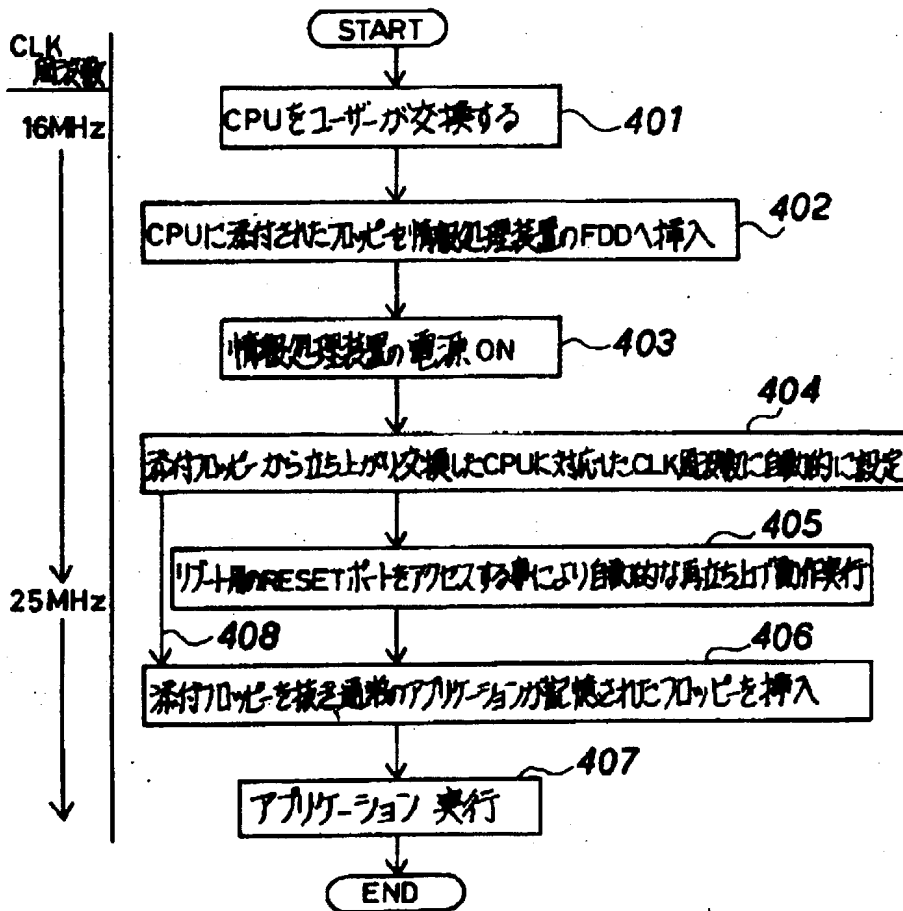 START
CLK
周波数
16MHz
CPUをユーザーが交換する
401
CPUに添付されたフロッピーを情報処理装置のFDDへ挿入
402
情報処理装置の電源ON
403
404
添付フロッピーから立ち上がり交換したCPUに対応したCLK周波数に自動的に設定
405
リブート用のRESETポートをアクセスする事により自動的な再立ち上げ動作実行
25MHz
408
406
添付フロッピーを抜き通常のアプリケーションが記憶されたフロッピーを挿入
407
アプリケーション 実行
END